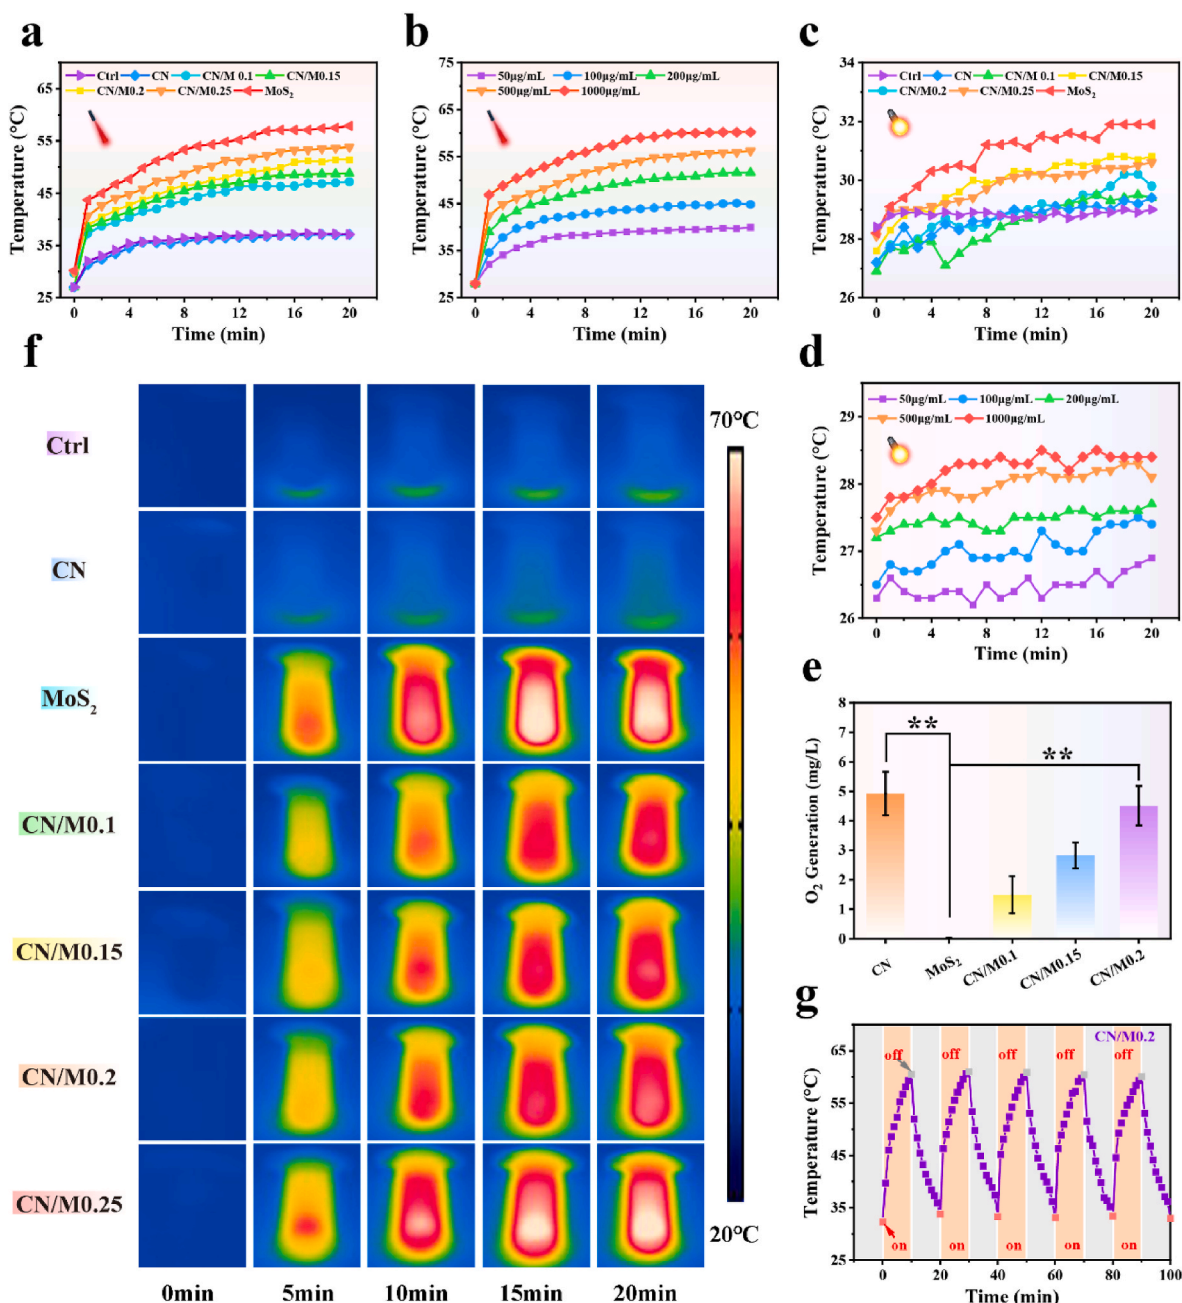 a
Ctrl CN CN/M 0.1 CN/M0.15
CN/M0.2 CN/M0.25 MoS₂
65
55
45
35
25
Temperature (°C)
0 4 8 12 16 20
Time (min)
b
50μg/mL 100μg/mL 200μg/mL
500μg/mL 1000μg/mL
75
65
55
45
35
25
Temperature (°C)
0 4 8 12 16 20
Time (min)
c
Ctrl CN CN/M 0.1 CN/M0.15
CN/M0.2 CN/M0.25 MoS₂
34
32
30
28
26
Temperature (°C)
0 4 8 12 16 20
Time (min)
f
Ctrl
CN
MoS₂
CN/M0.1
CN/M0.15
CN/M0.2
CN/M0.25
0min 5min 10min 15min 20min
70°C
20°C
d
50μg/mL 100μg/mL 200μg/mL
500μg/mL 1000μg/mL
29
28
27
26
Temperature (°C)
0 4 8 12 16 20
Time (min)
e
8
7
6
5
4
3
2
1
0
O₂ Generation (mg/L)
**
**
CN MoS₂ CN/M0.1 CN/M0.15 CN/M0.2
g
CN/M0.2
65
55
45
35
25
Temperature (°C)
off off off off off
on on on on on
0 20 40 60 80 100
Time (min)